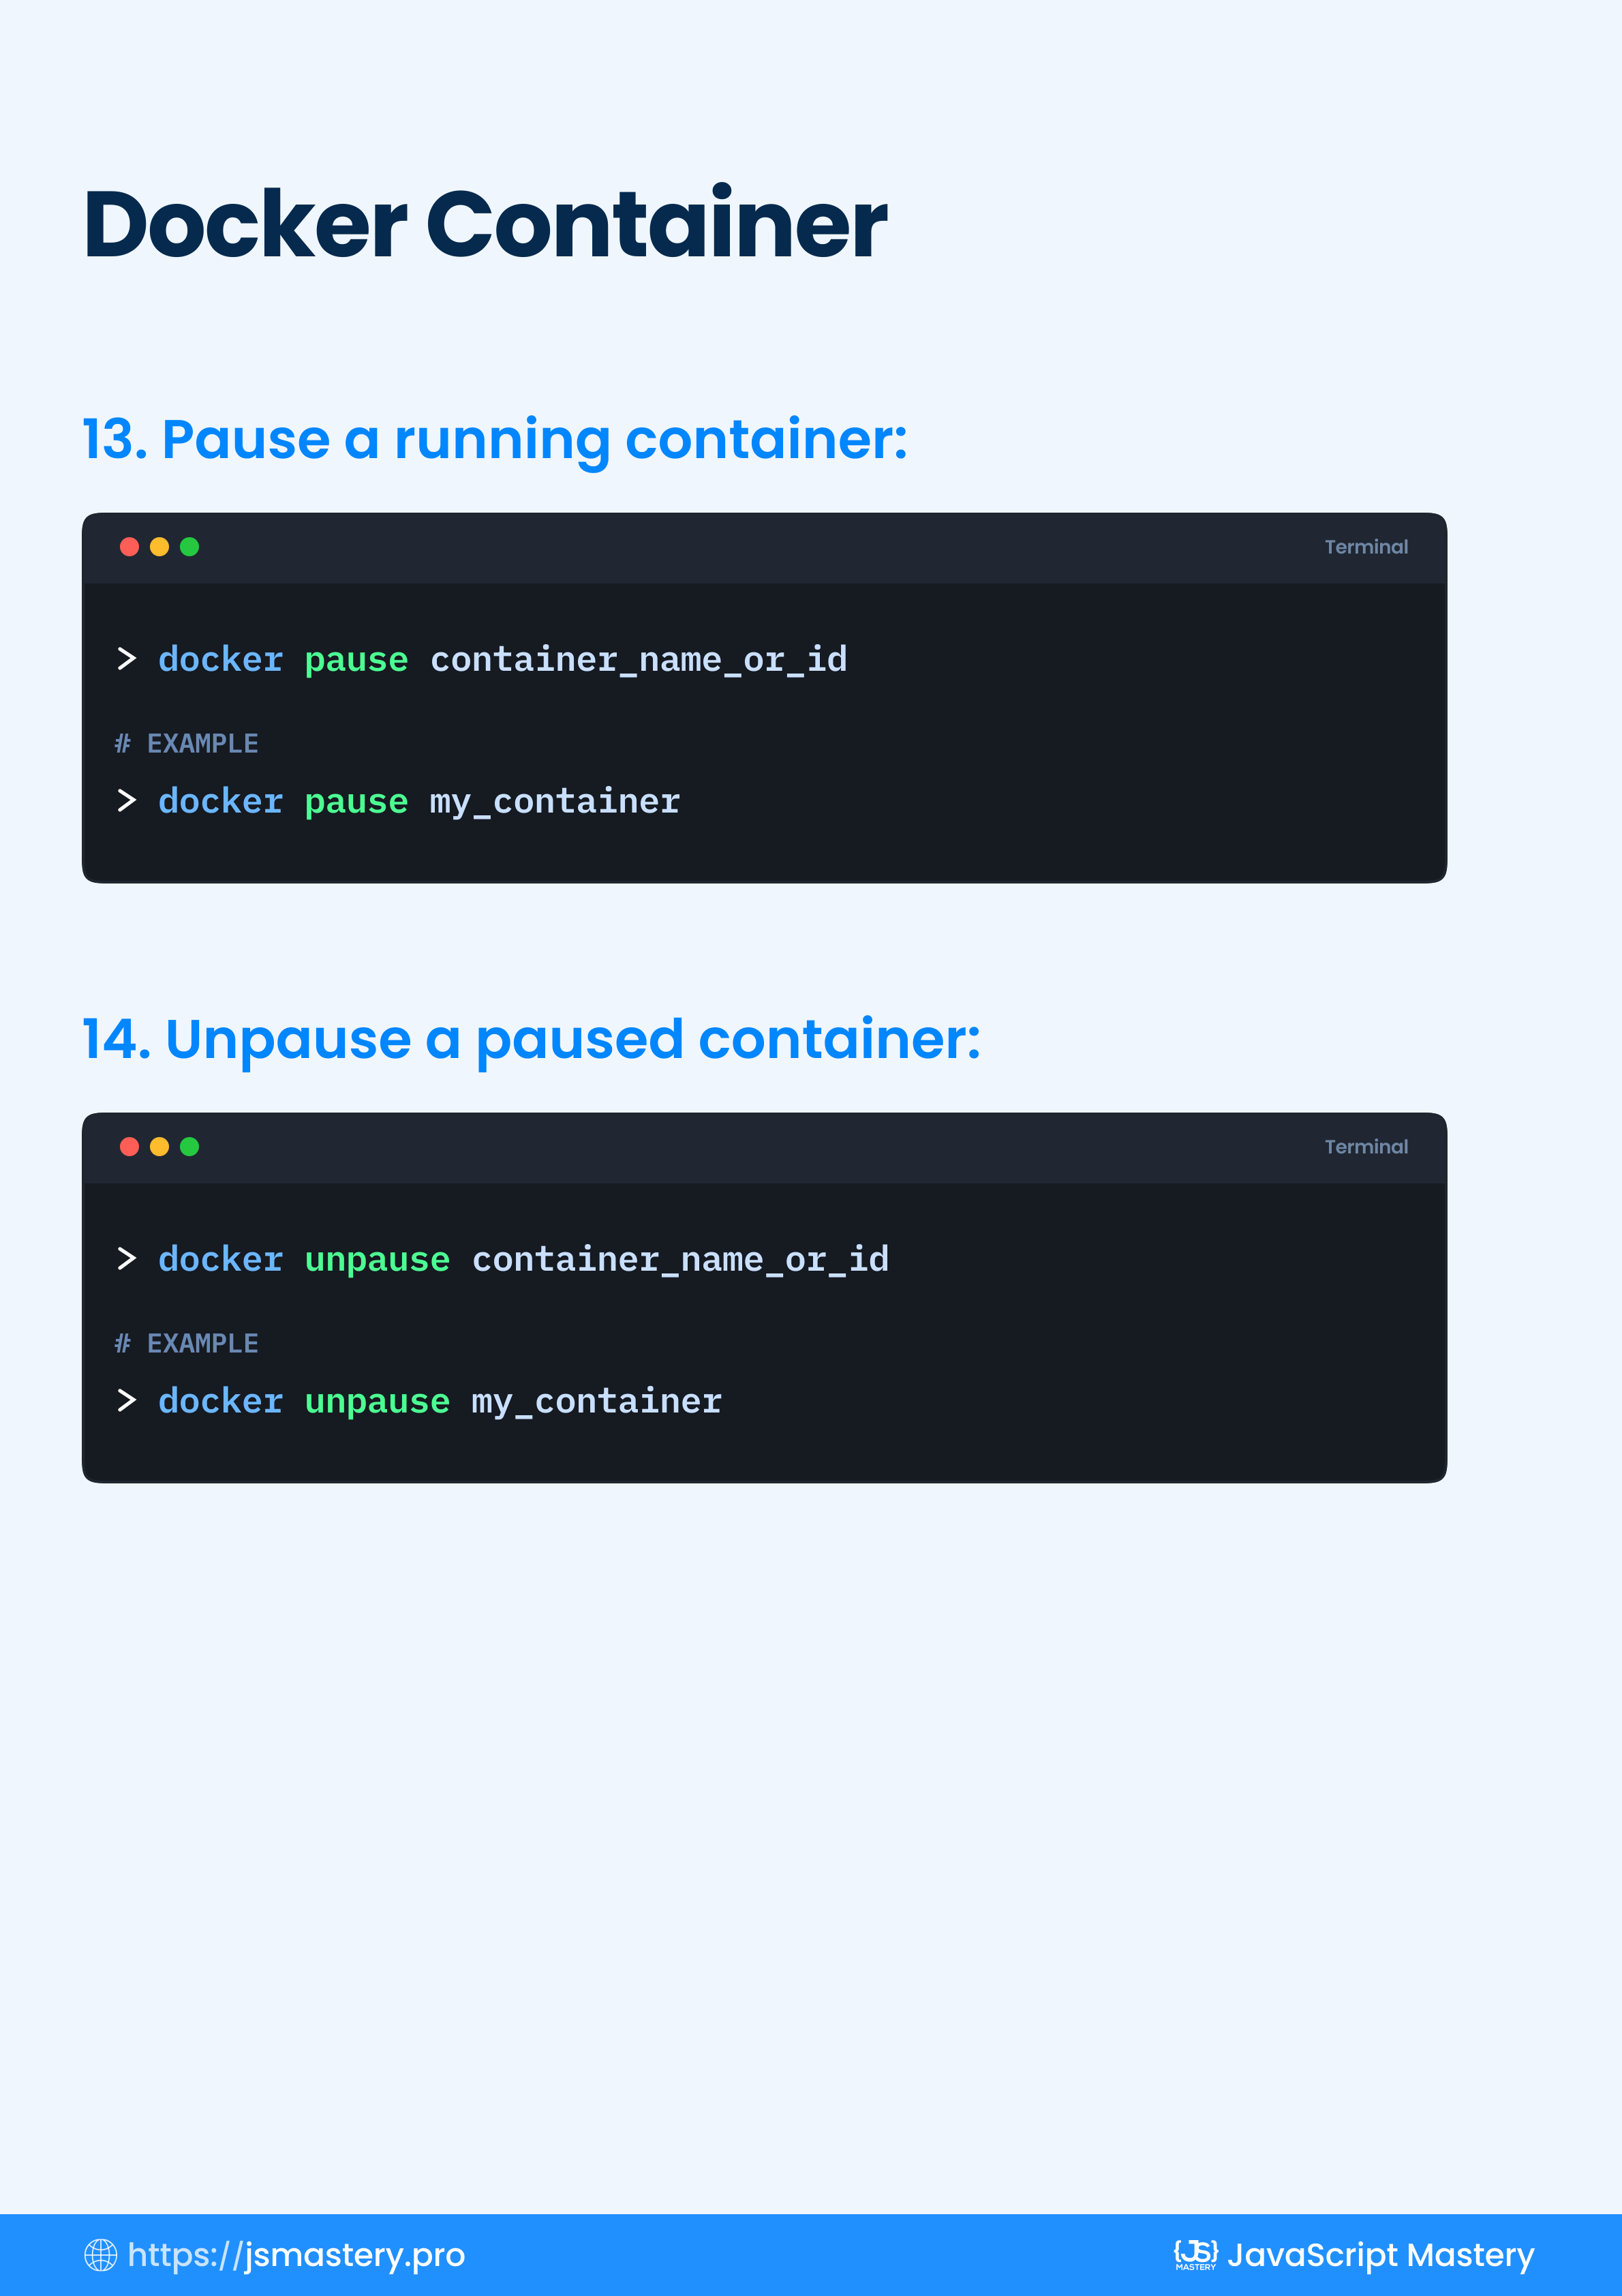 Docker Container
13. Pause a running container:
Terminal
> docker pause container_name_or_id
# EXAMPLE
> docker pause my_container
14. Unpause a paused container:
Terminal
> docker unpause container_name_or_id
# EXAMPLE
> docker unpause my_container
https://jsmastery.pro
{JS} MASTERY JavaScript Mastery